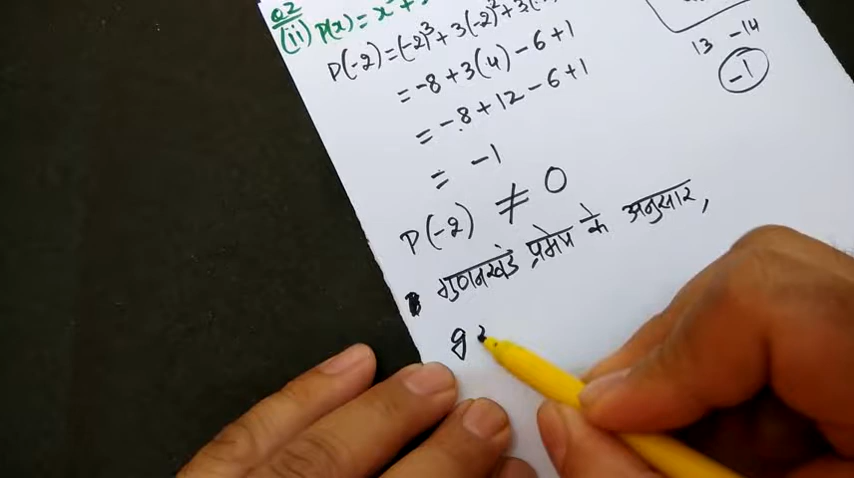 Q2
(ii) P(x) = x
P(-2) = (-2)³ + 3(-2)² + 3(-
= -8 + 3(4) - 6 + 1
= -8 + 12 - 6 + 1
= -1
P(-2) ≠ 0
गुणनखंड प्रमेय के अनुसार,
g
13 -14
-1